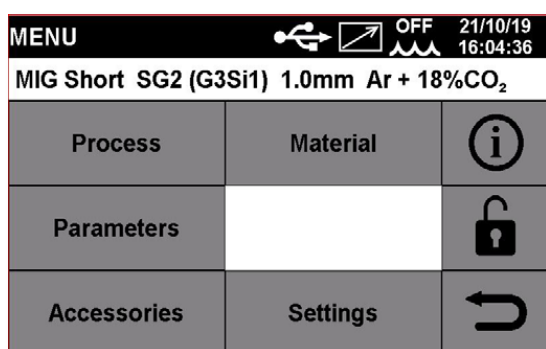 MENU OFF 21/10/19
16:04:36
MIG Short SG2 (G3Si1) 1.0mm Ar + 18%CO₂
Process Material i
Parameters
Accessories Settings